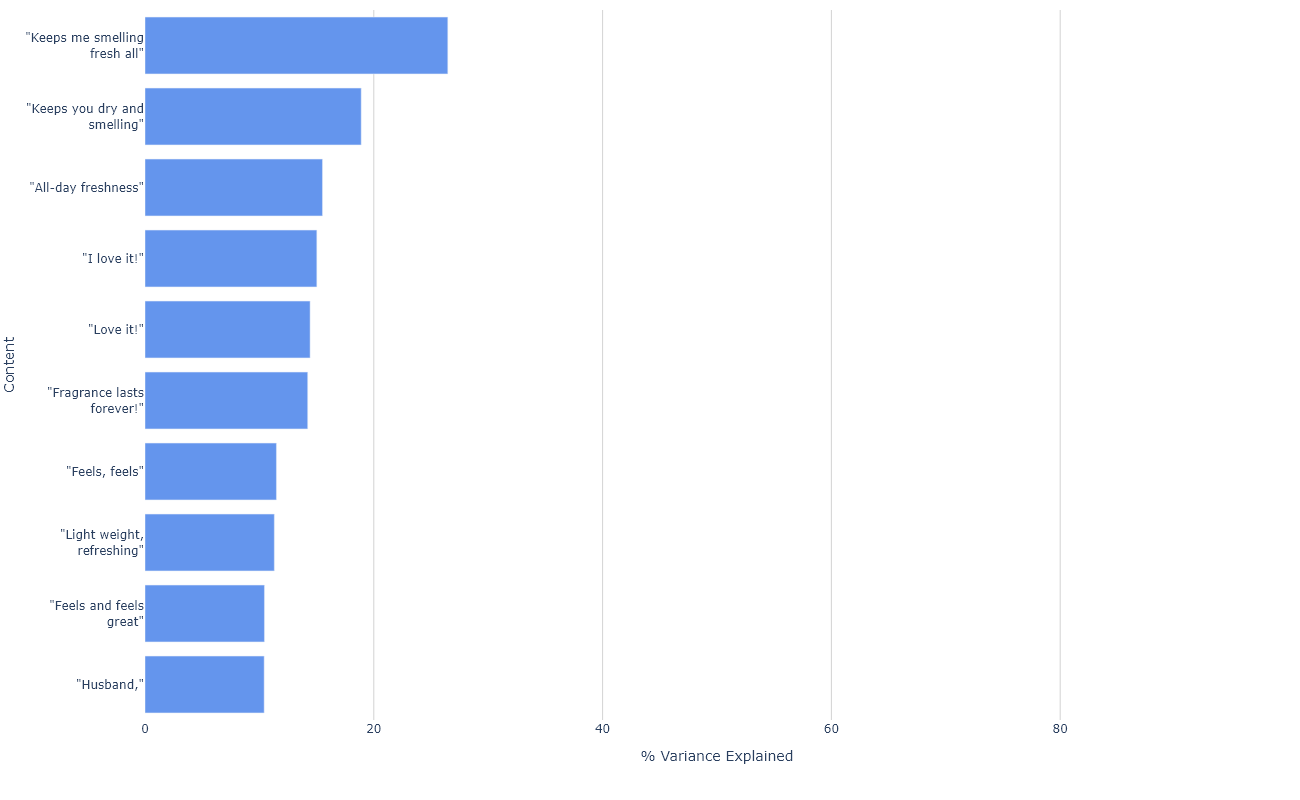 "Keeps me smelling
fresh all"
"Keeps you dry and
smelling"
"All-day freshness"
"I love it!"
"Love it!"
"Fragrance lasts
forever!"
"Feels, feels"
"Light weight,
refreshing"
"Feels and feels
great"
"Husband,"
Content
0 20 40 60 80
% Variance Explained